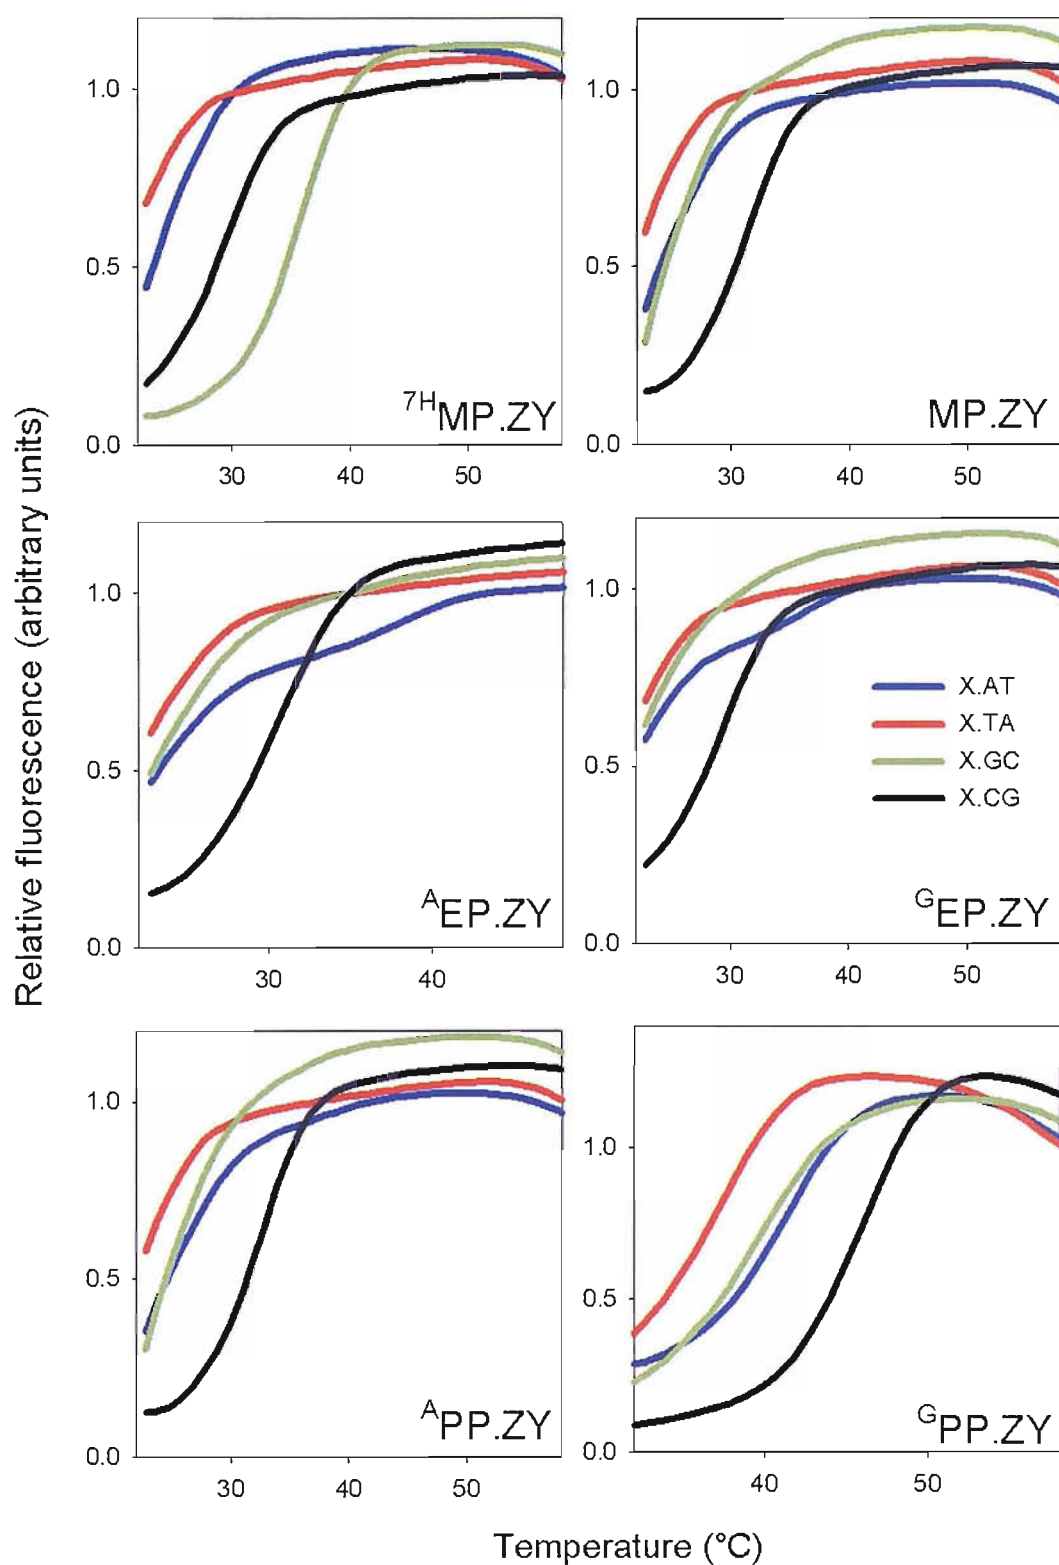 Relative fluorescence (arbitrary units)
1.0
0.5
0.0
30 40 50
7HMP.ZY
1.0
0.5
0.0
30 40 50
MP.ZY
1.0
0.5
0.0
30 40
AEP.ZY
1.0
0.5
0.0
30 40 50
X.AT
X.TA
X.GC
X.CG
GEP.ZY
1.0
0.5
0.0
30 40 50
APP.ZY
1.0
0.5
0.0
40 50
GPP.ZY
Temperature (°C)